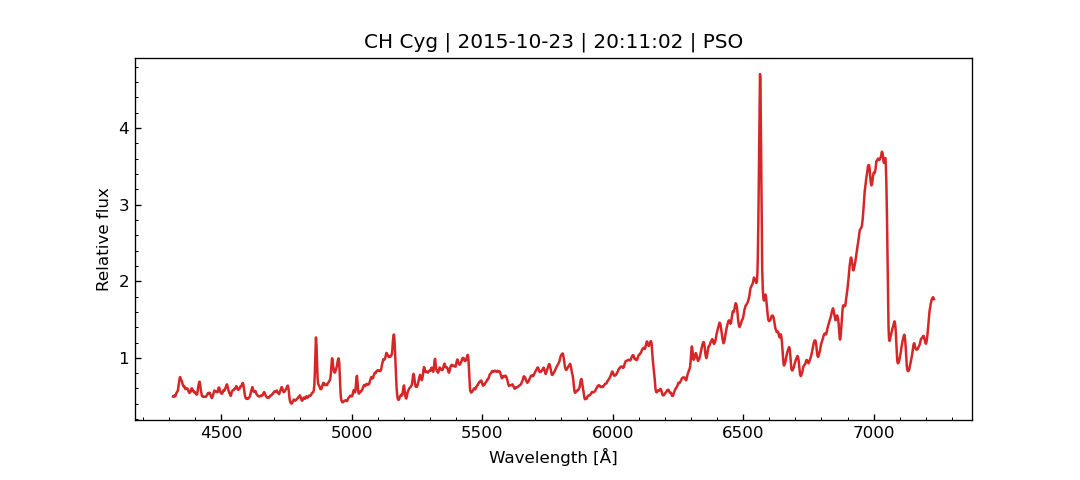 CH Cyg | 2015-10-23 | 20:11:02 | PSO
Relative flux
4
3
2
1
4500 5000 5500 6000 6500 7000
Wavelength [Å]